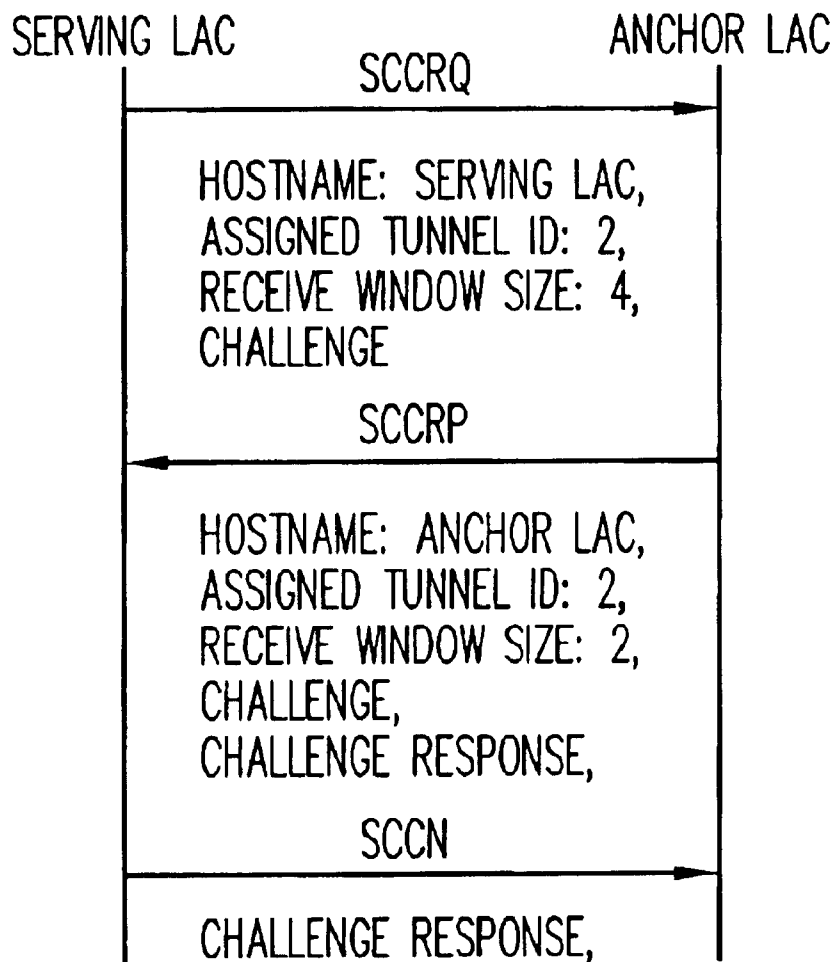 SERVING LAC
ANCHOR LAC
SCCRQ
HOSTNAME: SERVING LAC,
ASSIGNED TUNNEL ID: 2,
RECEIVE WINDOW SIZE: 4,
CHALLENGE
SCCRP
HOSTNAME: ANCHOR LAC,
ASSIGNED TUNNEL ID: 2,
RECEIVE WINDOW SIZE: 2,
CHALLENGE,
CHALLENGE RESPONSE,
SCCN
CHALLENGE RESPONSE,